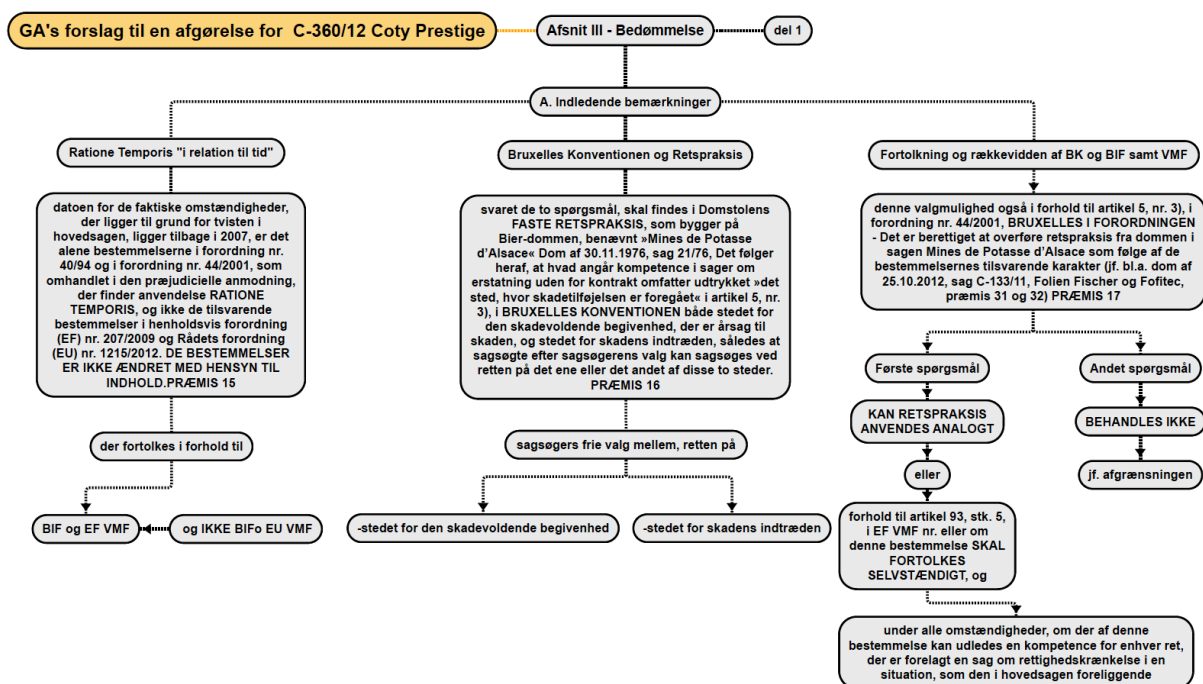 GA's forslag til en afgørelse for C-360/12 Coty Prestige
Afsnit III - Bedømmelse
del 1
A. Indledende bemærkninger
Ratione Temporis "i relation til tid"
datoen for de faktiske omstændigheder,
der ligger til grund for tvisten i
hovedsagen, ligger tilbage i 2007, er det
alene bestemmelserne i forordning nr.
40/94 og i forordning nr. 44/2001, som
omhandlet i den præjudicielle anmodning,
der finder anvendelse RATIONE
TEMPORIS, og ikke de tilsvarende
bestemmelser i henholdsvis forordning
(EF) nr. 207/2009 og Rådets forordning
(EU) nr. 1215/2012. DE BESTEMMELSER
ER IKKE ÆNDRET MED HENSYN TIL
INDHOLD.PRÆMIS 15
der fortolkes i forhold til
BIF og EF VMF
og IKKE BIFo EU VMF
Bruxelles Konventionen og Retspraksis
svaret de to spørgsmål, skal findes i Domstolens
FASTE RETSPRAKSIS, som bygger på
Bier-dommen, benævnt »Mines de Potasse
d’Alsace« Dom af 30.11.1976, sag 21/76, Det følger
heraf, at hvad angår kompetence i sager om
erstatning uden for kontrakt omfatter udtrykket »det
sted, hvor skadetilføjelsen er foregået« i artikel 5, nr.
3), i BRUXELLES KONVENTIONEN både stedet for
den skadevoldende begivenhed, der er årsag til
skaden, og stedet for skadens indtræden, således at
sagsøgte efter sagsøgerens valg kan sagsøges ved
retten på det ene eller det andet af disse to steder.
PRÆMIS 16
sagsøgers frie valg mellem, retten på
-stedet for den skadevoldende begivenhed
-stedet for skadens indtræden
Fortolkning og rækkevidden af BK og BIF samt VMF
denne valgmulighed også i forhold til artikel 5, nr. 3), i
forordning nr. 44/2001, BRUXELLES I FORORDNINGEN
- Det er berettiget at overføre retspraksis fra dommen i
sagen Mines de Potasse d’Alsace som følge af de
bestemmelsernes tilsvarende karakter (jf. bl.a. dom af
25.10.2012, sag C-133/11, Folien Fischer og Fofitec,
præmis 31 og 32) PRÆMIS 17
Første spørgsmål
KAN RETSPRAKSIS
ANVENDES ANALOGT
eller
forhold til artikel 93, stk. 5,
i EF VMF nr. eller om
denne bestemmelse SKAL
FORTOLKES
SELVSTÆNDIGT, og
under alle omstændigheder, om der af denne
bestemmelse kan udledes en kompetence for enhver ret,
der er forelagt en sag om rettighedskrænkelse i en
situation, som den i hovedsagen foreliggende
Andet spørgsmål
BEHANDLES IKKE
jf. afgrænsningen